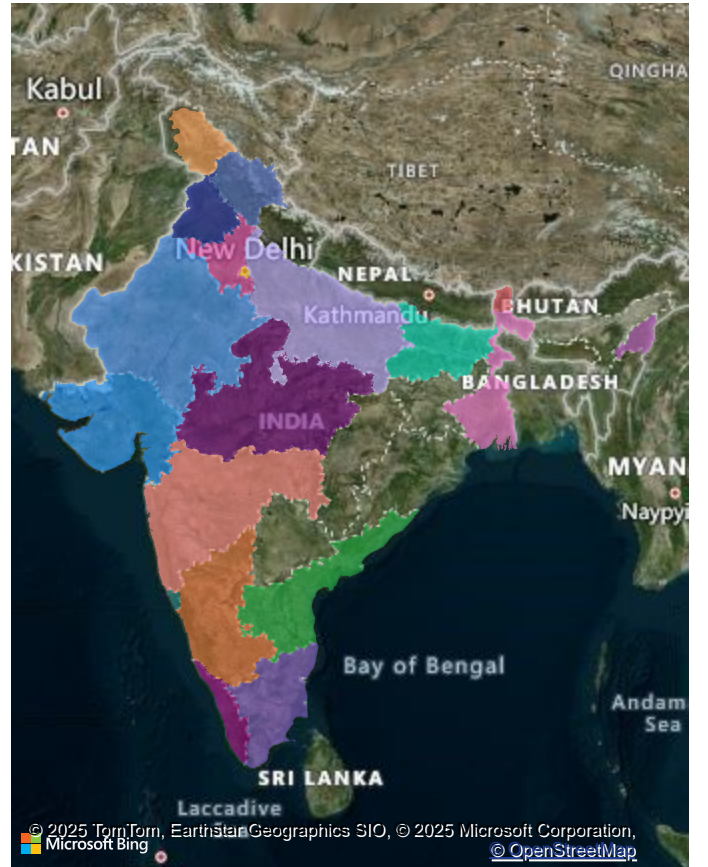 QINGHA
Kabul
TAN
TIBET
New Delhi
KISTAN
NEPAL
Kathmandu
BHUTAN
BANGLADESH
INDIA
MYAN
Naypyi
Bay of Bengal
Andam
Sea
SRI LANKA
Laccadive
Sea
© 2025 TomTom, Earthstar Geographics SIO, © 2025 Microsoft Corporation,
Microsoft Bing
© OpenStreetMap